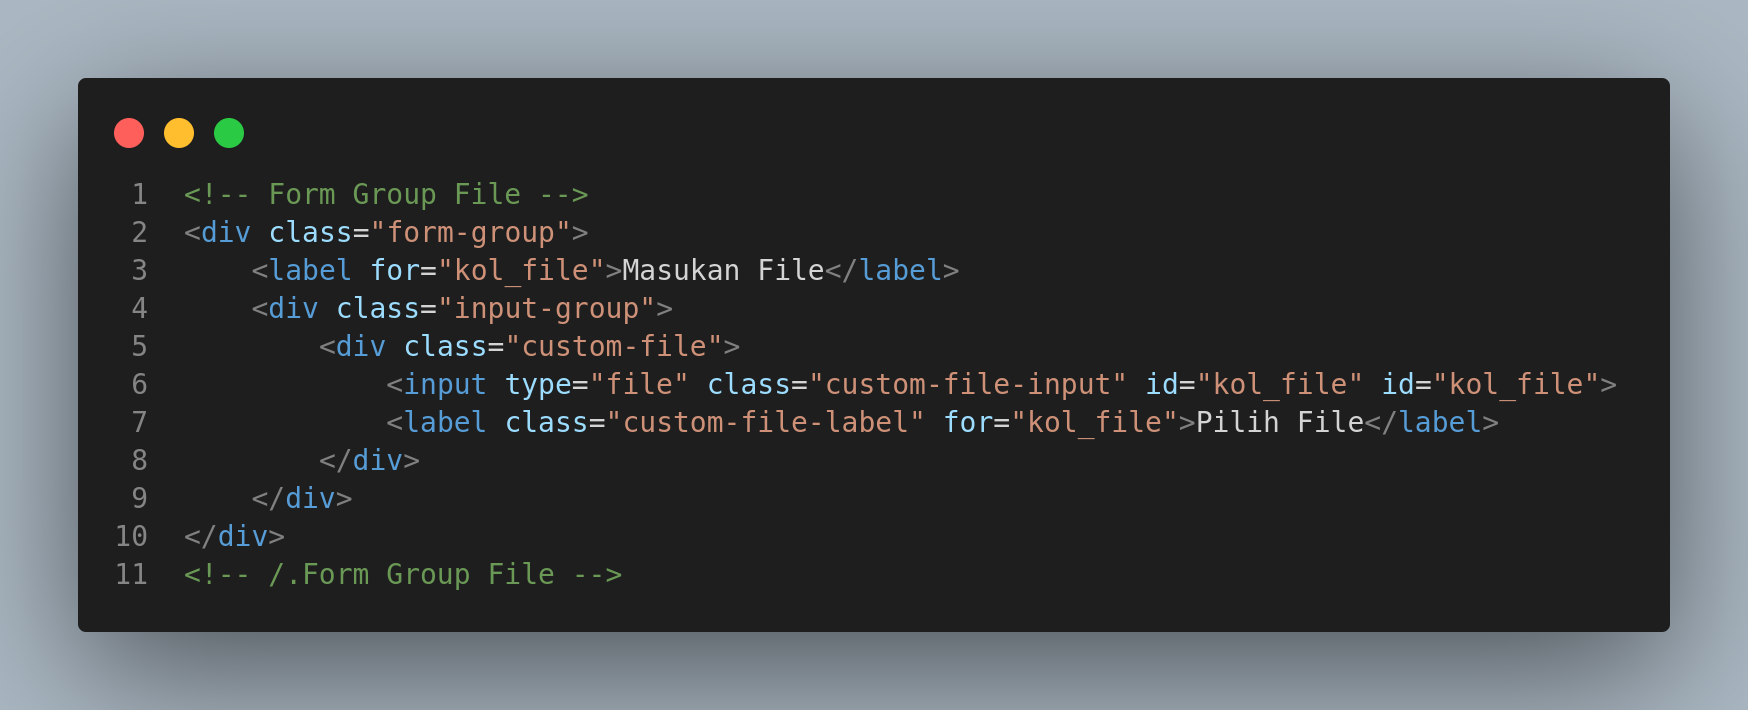 1 <!-- Form Group File -->
2 <div class="form-group">
3     <label for="kol_file">Masukan File</label>
4     <div class="input-group">
5         <div class="custom-file">
6             <input type="file" class="custom-file-input" id="kol_file" id="kol_file">
7             <label class="custom-file-label" for="kol_file">Pilih File</label>
8         </div>
9     </div>
10 </div>
11 <!-- /.Form Group File -->